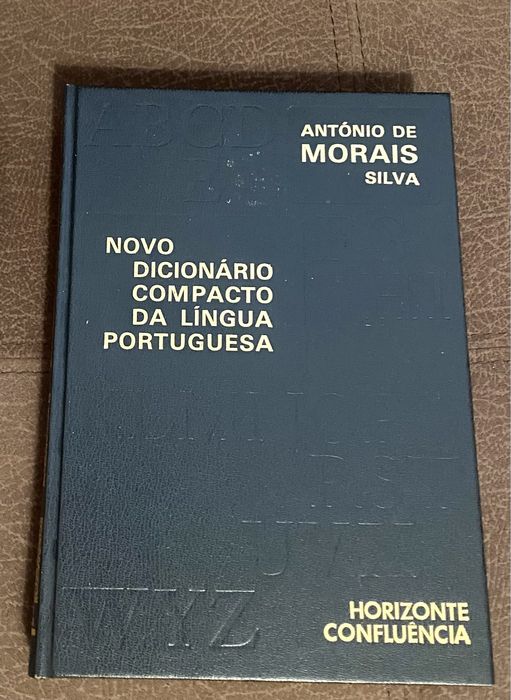 ANTÓNIO DE
MORAIS
SILVA
NOVO
DICIONÁRIO
COMPACTO
DA LÍNGUA
PORTUGUESA
HORIZONTE
CONFLUÊNCIA